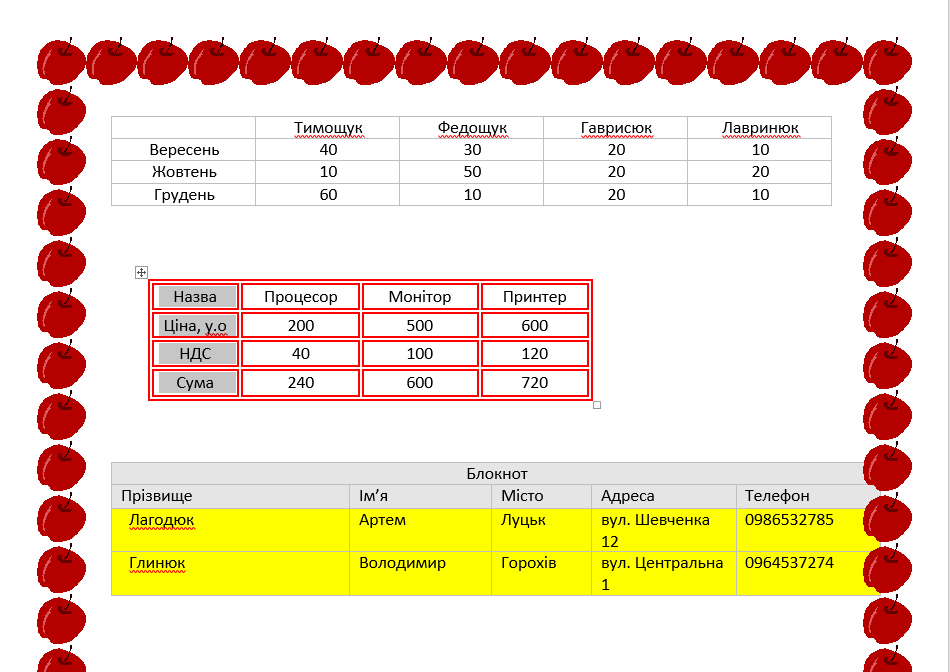 Тимощук Федощук Гаврисюк Лавринюк
Вересень 40 30 20 10
Жовтень 10 50 20 20
Грудень 60 10 20 10
Назва Процесор Монітор Принтер
Ціна, у.о 200 500 600
НДС 40 100 120
Сума 240 600 720
Блокнот
Прізвище Ім’я Місто Адреса Телефон
Лагодюк Артем Луцьк вул. Шевченка 0986532785
12
Глинюк Володимир Горохів вул. Центральна 0964537274
1